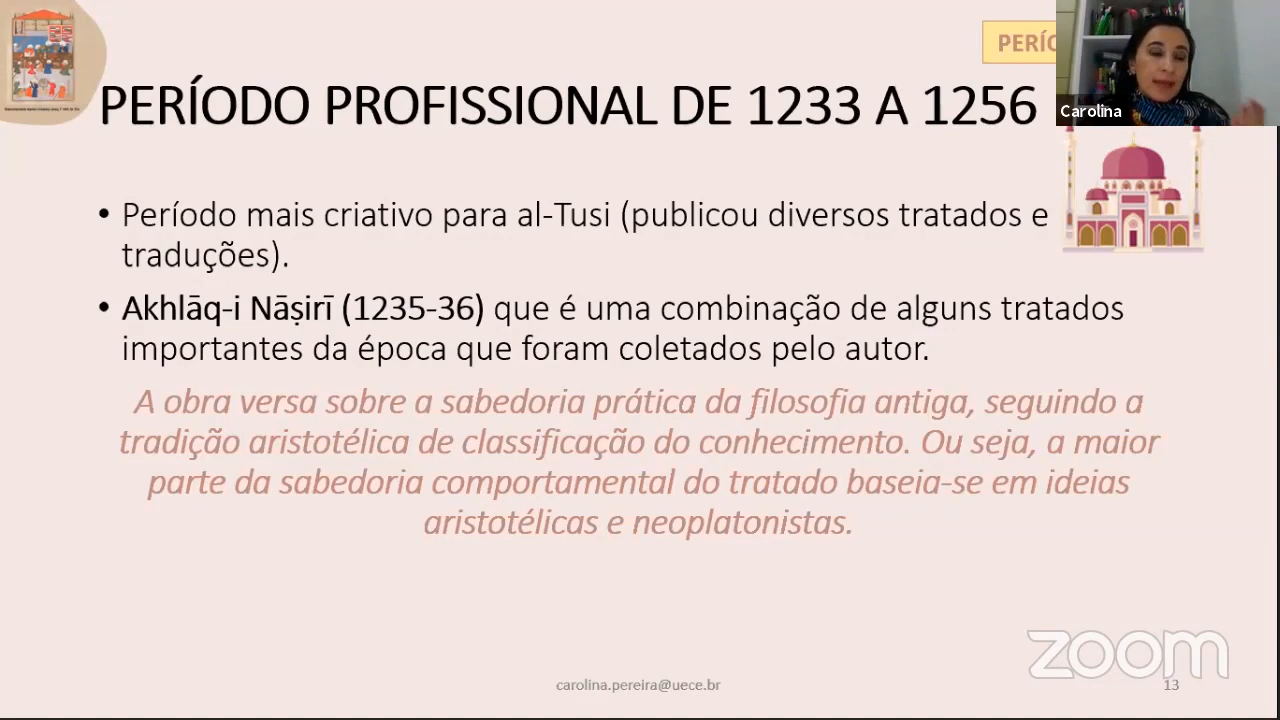 PERÍO
Carolina
PERÍODO PROFISSIONAL DE 1233 A 1256
• Período mais criativo para al-Tusi (publicou diversos tratados e
traduções).
• Akhlāq-i Nāṣirī (1235-36) que é uma combinação de alguns tratados
importantes da época que foram coletados pelo autor.
A obra versa sobre a sabedoria prática da filosofia antiga, seguindo a
tradição aristotélica de classificação do conhecimento. Ou seja, a maior
parte da sabedoria comportamental do tratado baseia-se em ideias
aristotélicas e neoplatonistas.
zoom
carolina.pereira@uece.br
13